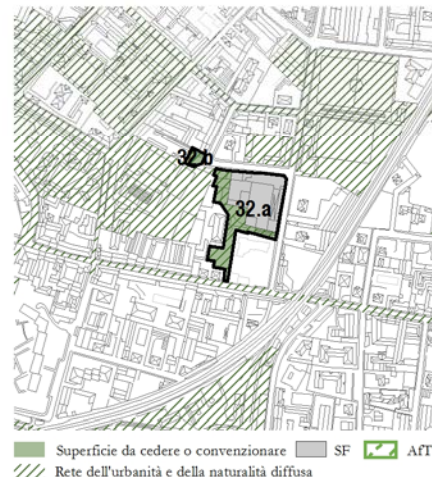 32.b
32.a
Superficie da cedere o convenzionare SF AfT
Rete dell'urbanità e della naturalità diffusa